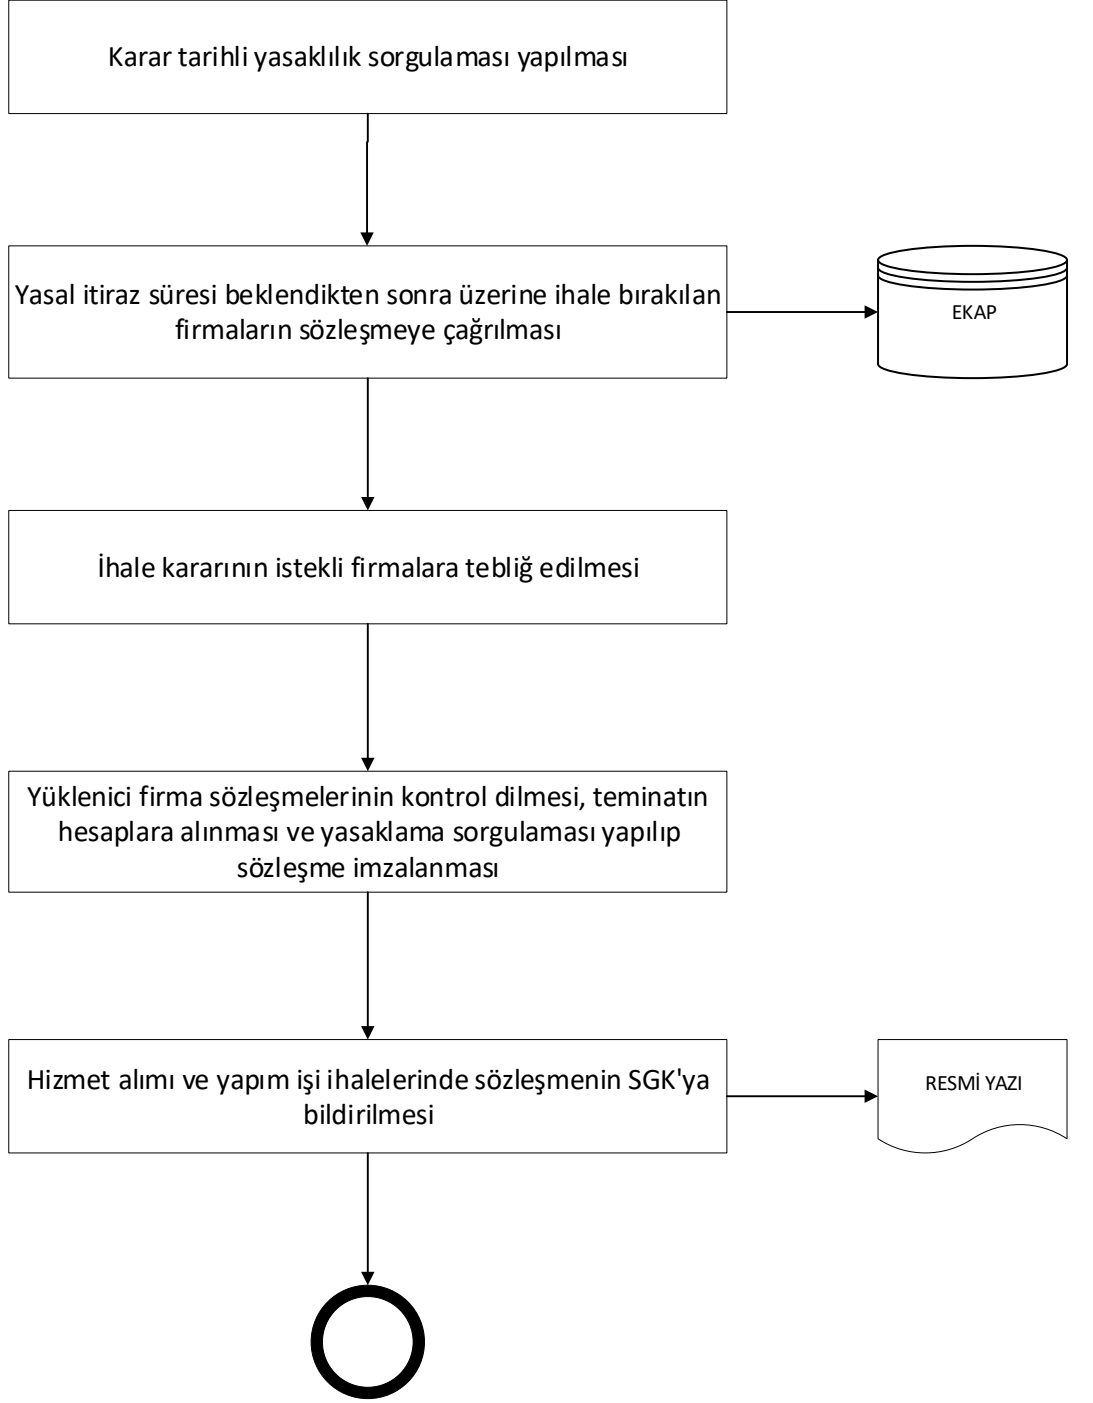 Karar tarihli yasaklılık sorgulaması yapılması
Yasal itiraz süresi beklendikten sonra üzerine ihale bırakılan
firmaların sözleşmeye çağrılması
EKAP
İhale kararının istekli firmalara tebliğ edilmesi
Yüklenici firma sözleşmelerinin kontrol dilmesi, teminatın
hesaplara alınması ve yasaklama sorgulaması yapılıp
sözleşme imzalanması
Hizmet alımı ve yapım işi ihalelerinde sözleşmenin SGK'ya
bildirilmesi
RESMİ YAZI